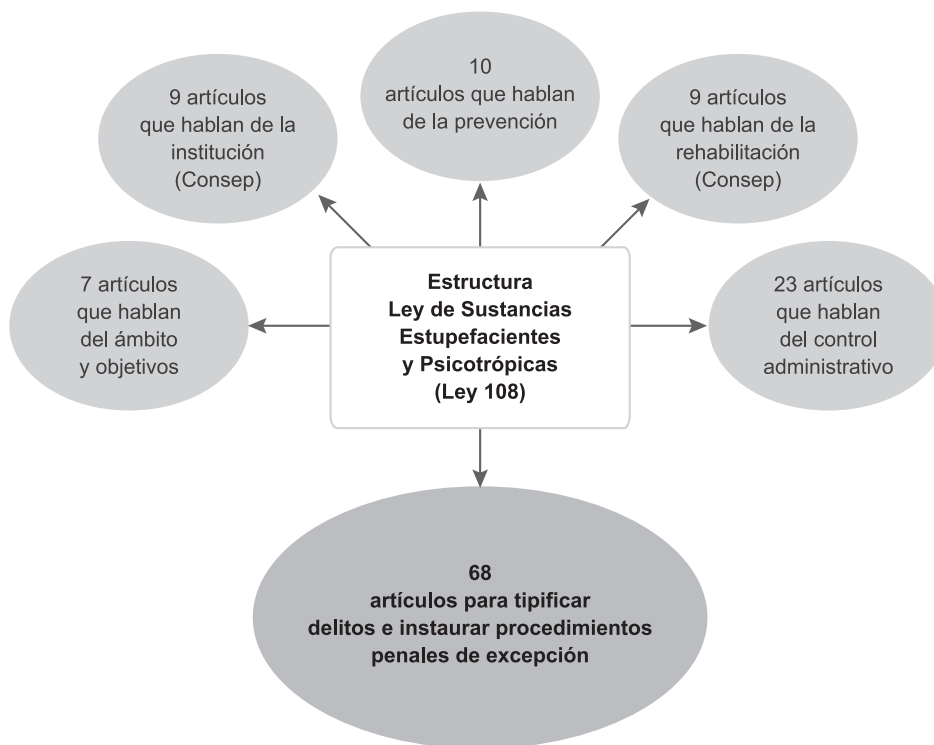 9 artículos
que hablan de la
institución
(Consep)
10
artículos que hablan
de la prevención
9 artículos
que hablan de la
rehabilitación
(Consep)
7 artículos
que hablan
del ámbito
y objetivos
Estructura
Ley de Sustancias
Estupefacientes
y Psicotrópicas
(Ley 108)
23 artículos
que hablan
del control
administrativo
68
artículos para tipificar
delitos e instaurar procedimientos
penales de excepción